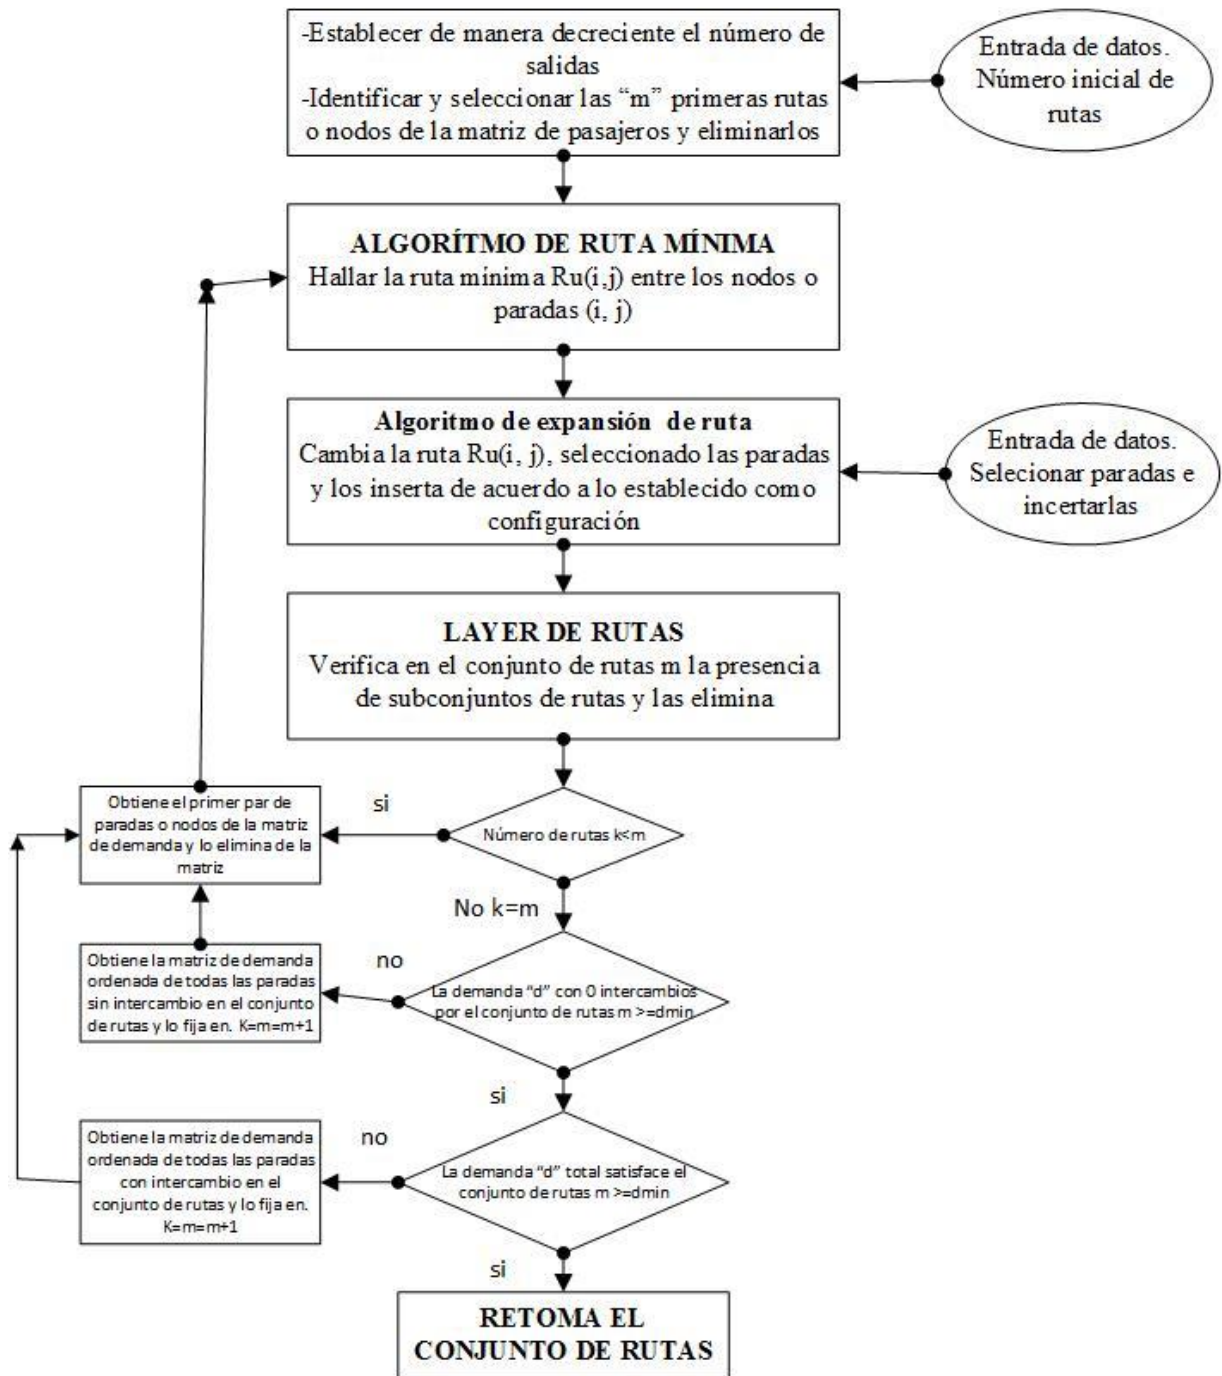 -Establecer de manera decreciente el número de
salidas
-Identificar y seleccionar las “m” primeras rutas
o nodos de la matriz de pasajeros y eliminarlos
Entrada de datos.
Número inicial de
rutas
ALGORÍTMO DE RUTA MÍNIMA
Hallar la ruta mínima Ru(i,j) entre los nodos o
paradas (i, j)
Algoritmo de expansión de ruta
Cambia la ruta Ru(i, j), seleccionado las paradas
y los inserta de acuerdo a lo establecido como
configuración
Entrada de datos.
Selecionar paradas e
incertarlas
LAYER DE RUTAS
Verifica en el conjunto de rutas m la presencia
de subconjuntos de rutas y las elimina
Obtiene el primer par de
paradas o nodos de la matriz
de demanda y lo elimina de la
matriz
si
Número de rutas k<m
No k=m
Obtiene la matriz de demanda
ordenada de todas las paradas
sin intercambio en el conjunto
de rutas y lo fija en. K=m=m+1
no
La demanda “d” con 0 intercambios
por el conjunto de rutas m >=dmin
si
Obtiene la matriz de demanda
ordenada de todas las paradas
con intercambio en el
conjunto de rutas y lo fija en.
K=m=m+1
no
La demanda “d” total satisface el
conjunto de rutas m >=dmin
si
RETOMA EL
CONJUNTO DE RUTAS